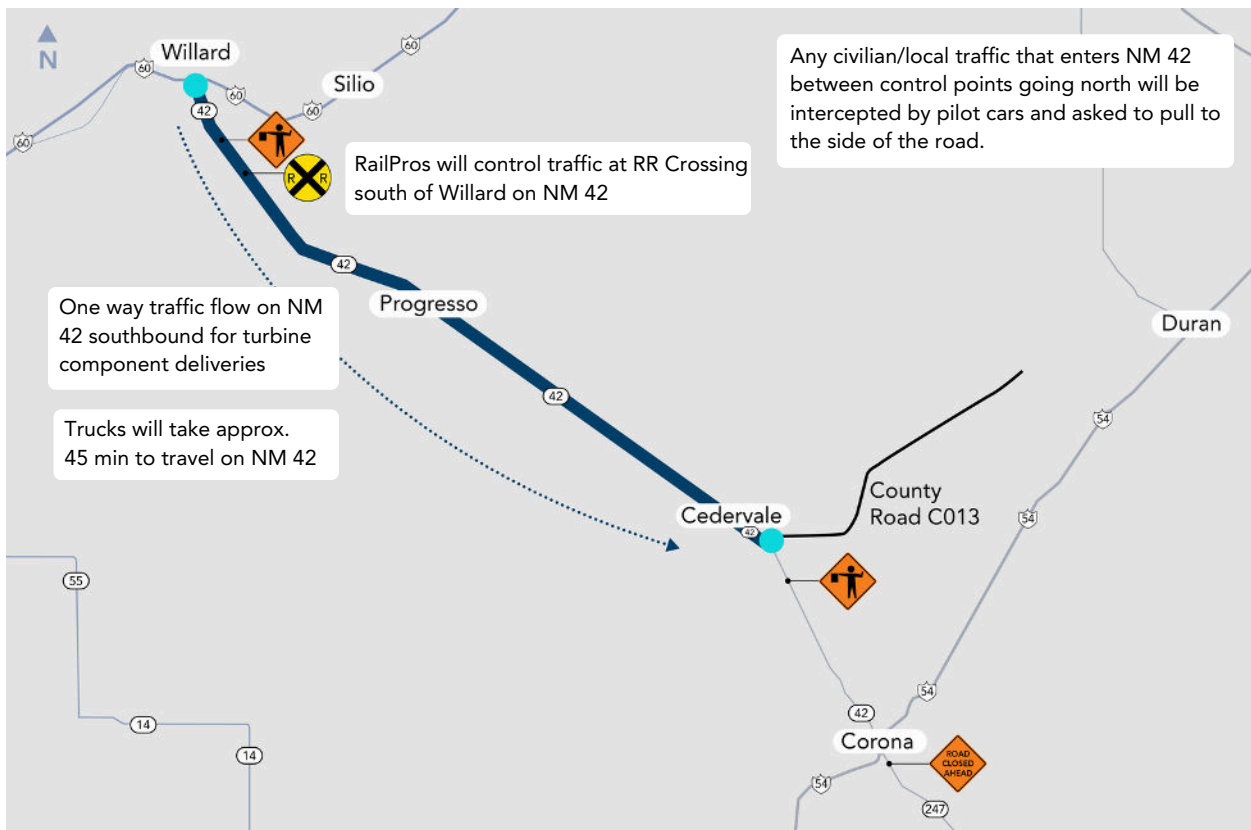 N
Willard
Silio
60
60
60
60
60
42
Any civilian/local traffic that enters NM 42
between control points going north will be
intercepted by pilot cars and asked to pull to
the side of the road.
RailPros will control traffic at RR Crossing
south of Willard on NM 42
R R
42
Progresso
One way traffic flow on NM
42 southbound for turbine
component deliveries
Trucks will take approx.
45 min to travel on NM 42
Duran
42
54
County
Road C013
Cedervale
42
54
55
54
14
14
42
Corona
ROAD
CLOSED
AHEAD
54
247